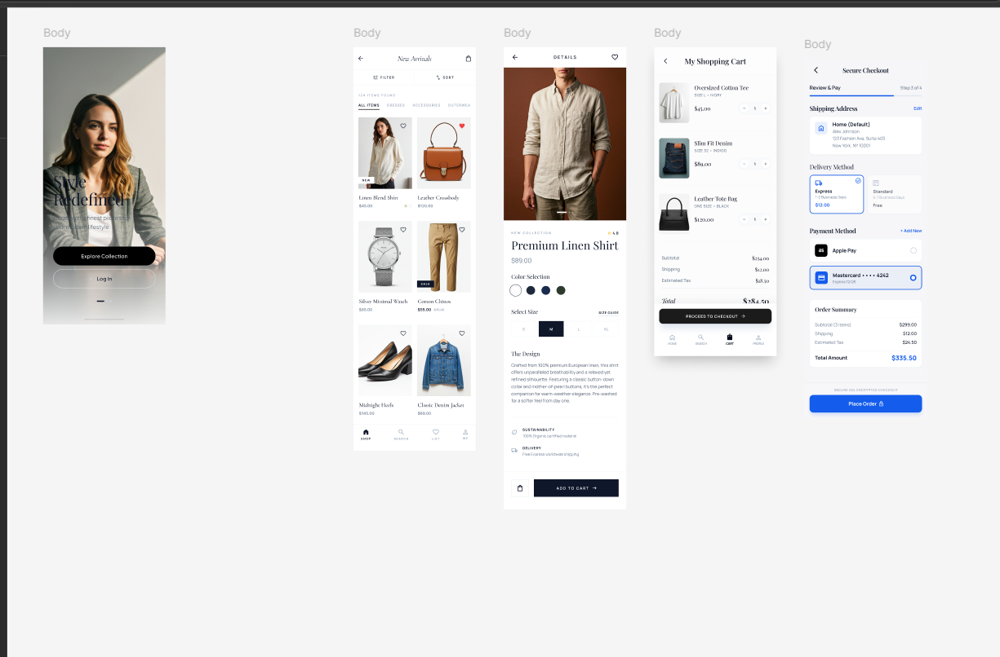 Body
Style
Redefined
Explore Collection
Log In
Body
New Arrivals
FILTER
SORT
124 ITEMS FOUND
ALL ITEMS
DRESSES
ACCESSORIES
OUTERWEA
NEW
Linen Blend Shirt
$45.00
Leather Crossbody
$120.00
Silver Minimal Watch
$85.00
SALE
Cotton Chinos
$55.00
Midnight Heels
$145.00
Classic Denim Jacket
$89.00
SHOP
SEARCH
LIST
ME
Body
DETAILS
NEW COLLECTION
4.8
Premium Linen Shirt
$89.00
Color Selection
Select Size
SIZE GUIDE
S
M
L
XL
The Design
Crafted from 100% premium European linen, this shirt
offers unparalleled breathability and a relaxed yet
refined silhouette. Featuring a classic button-down
collar and mother-of-pearl buttons, it's the perfect
companion for warm-weather elegance. Pre-washed
for a softer feel from day one.
SUSTAINABILITY
100% Organic certified material
DELIVERY
Free Express worldwide shipping
ADD TO CART →
Body
My Shopping Cart
Oversized Cotton Tee
SIZE L • IVORY
$45.00
− 1 +
Slim Fit Denim
SIZE 32 • INDIGO
$89.00
− 1 +
Leather Tote Bag
ONE SIZE • BLACK
$120.00
− 1 +
Subtotal
$254.00
Shipping
$12.00
Estimated Tax
$18.50
Total
$284.50
PROCEED TO CHECKOUT →
HOME
SEARCH
CART
PROFILE
Body
Secure Checkout
Review & Pay
Step 3 of 4
Shipping Address
Edit
Home (Default)
Alex Johnson
123 Fashion Ave, Suite 405
New York, NY 10001
Delivery Method
Express
1-2 Business Days
$12.00
Standard
5-7 Business Days
Free
Payment Method
+ Add New
Apple Pay
Mastercard •••• 4242
Expires 12/26
Order Summary
Subtotal (3 items)
$299.00
Shipping
$12.00
Estimated Tax
$24.50
Total Amount
$335.50
SECURE SSL ENCRYPTED CHECKOUT
Place Order